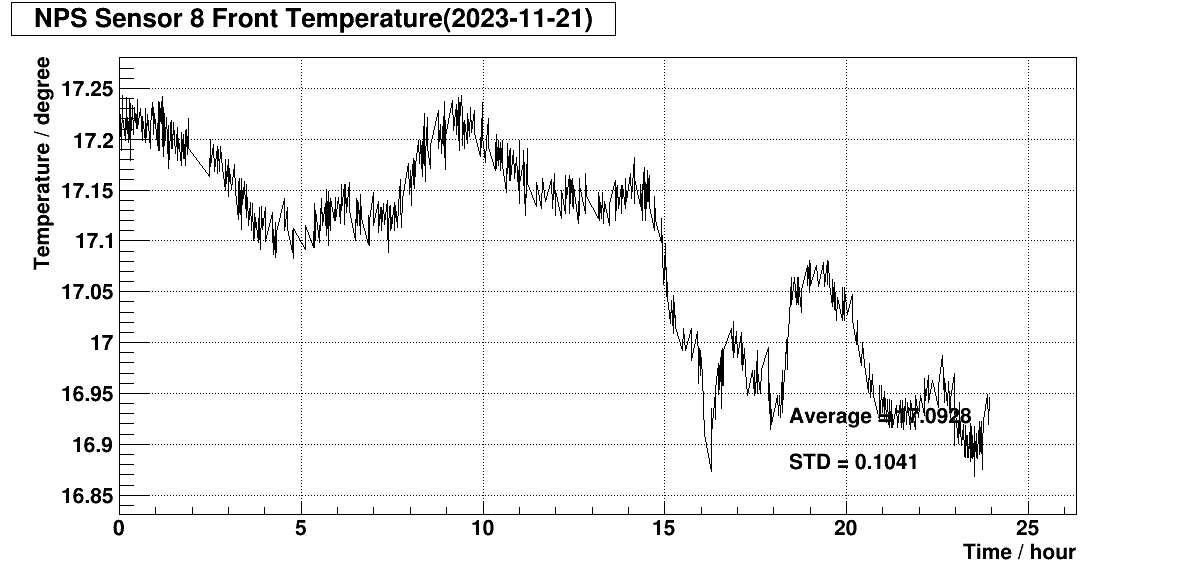 NPS Sensor 8 Front Temperature(2023-11-21)
Temperature / degree
17.25
17.2
17.15
17.1
17.05
17
16.95
16.9
16.85
Average = 17.0928
STD = 0.1041
0 5 10 15 20 25
Time / hour